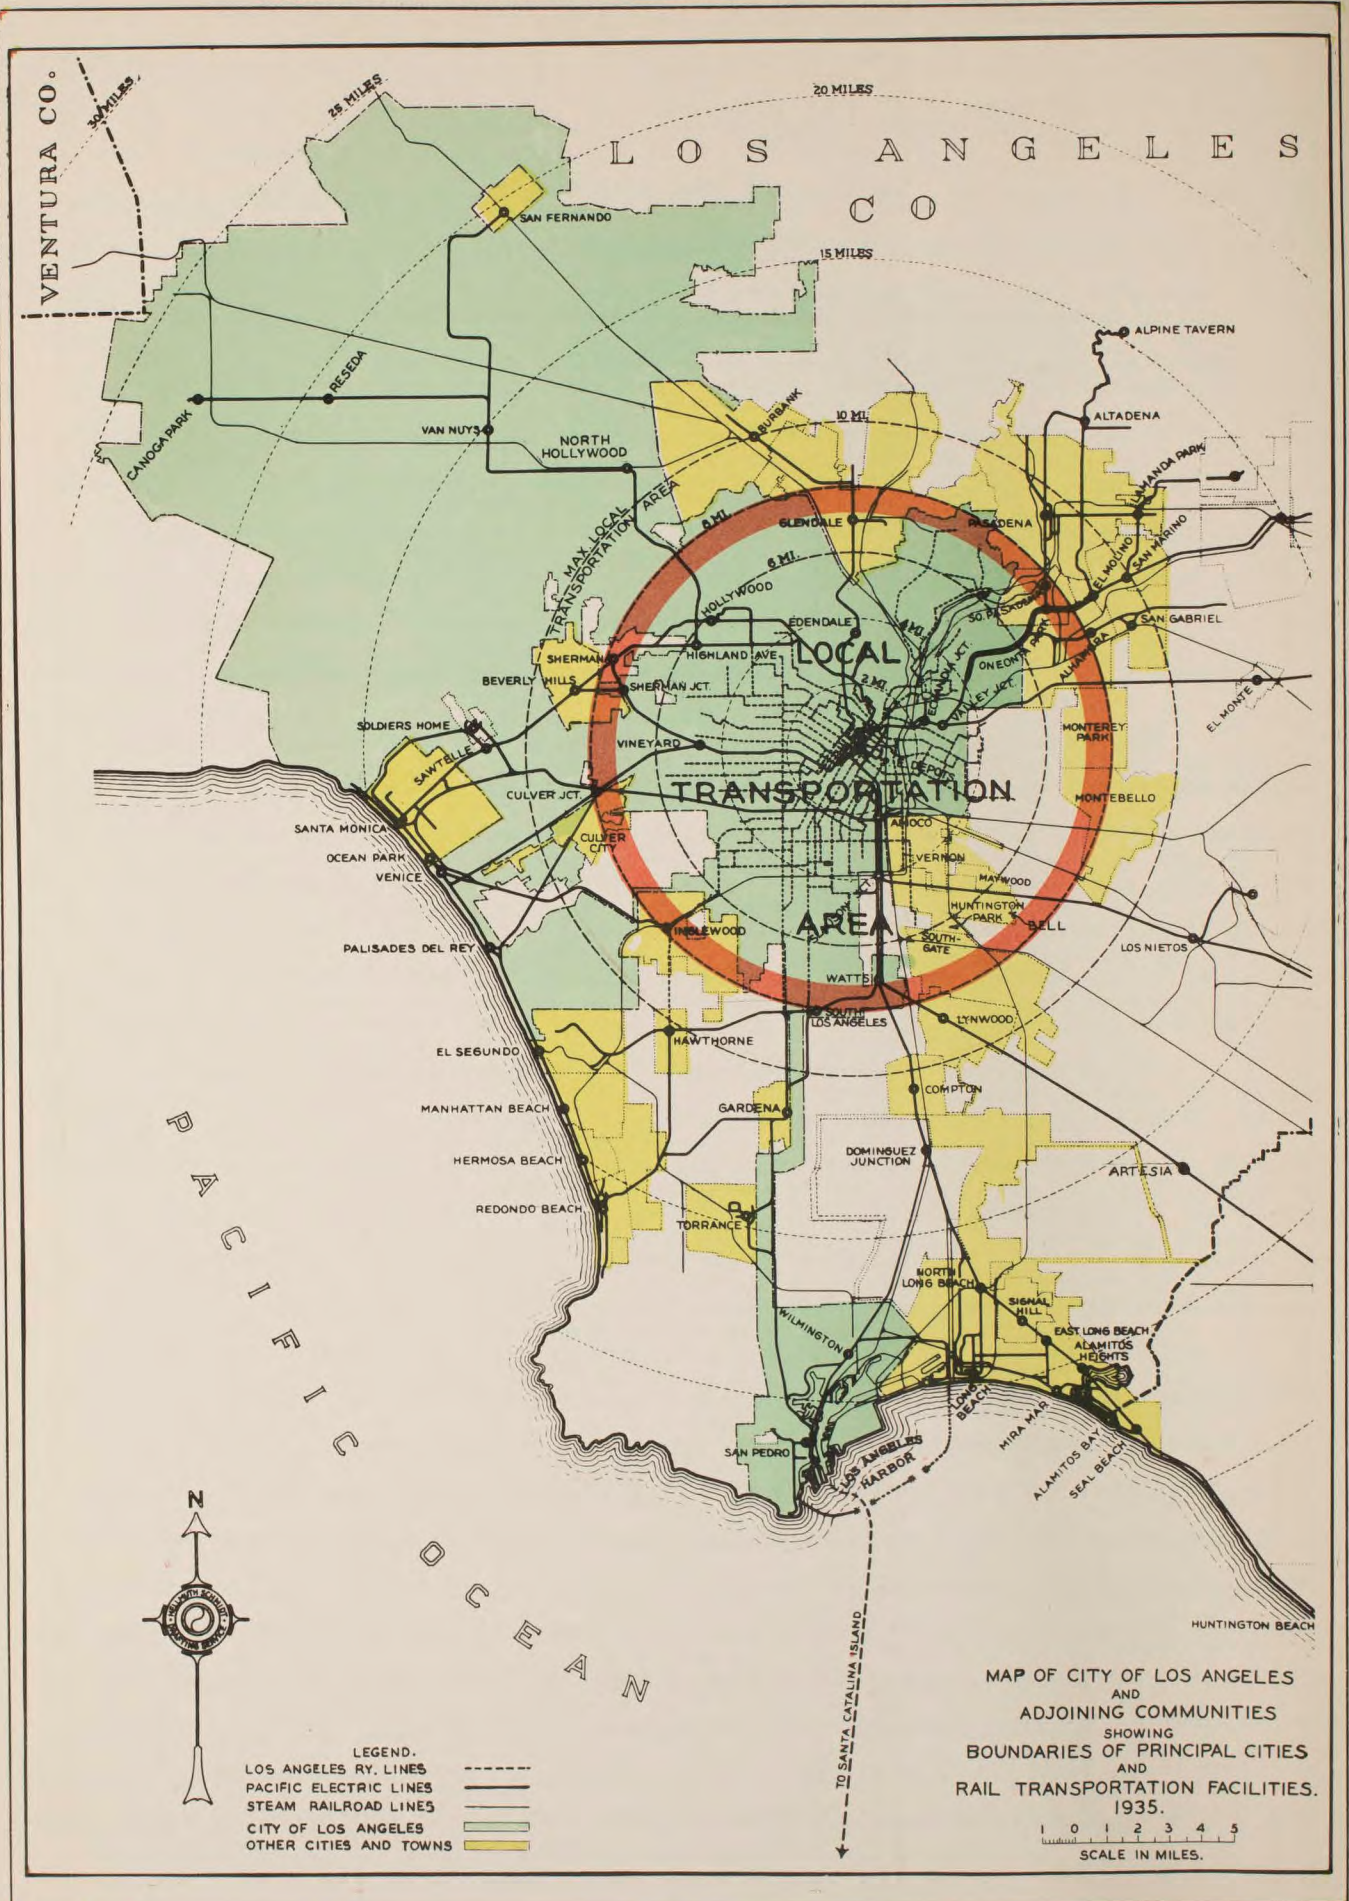 VENTURA CO.
30 MILES
25 MILES
20 MILES
LOS ANGELES
CO
15 MILES
SAN FERNANDO
ALPINE TAVERN
RESEDA
CANOGA PARK
VAN NUYS
NORTH
HOLLYWOOD
BURBANK
10 MI.
ALTADENA
LAMANDA PARK
MAX LOCAL
TRANSPORTATION AREA
8 MI.
GLENDALE
PASADENA
6 MI.
EL MOLINO
SAN MARINO
HOLLYWOOD
SO. PASADENA
EDENDALE
4 MI.
SAN GABRIEL
LOCAL
SHERMAN
HIGHLAND AVE
ONEONTA PARK
ALHAMBRA
BEVERLY HILLS
SHERMAN JCT.
2 MI.
VALLEY JCT.
EL MONTE
SOLDIERS HOME
SAWTELLE
VINEYARD
MONTEREY
PARK
CULVER JCT.
TRANSPORTATION
MONTEBELLO
SANTA MONICA
AMOCO
CULVER
CITY
OCEAN PARK
VERNON
VENICE
MAYWOOD
HUNTINGTON
PARK
AREA
BELL
INGLEWOOD
SOUTH-
GATE
PALISADES DEL REY
LOS NIETOS
WATTS
SOUTH
LOS ANGELES
LYNWOOD
HAWTHORNE
EL SEGUNDO
COMPTON
MANHATTAN BEACH
GARDENA
HERMOSA BEACH
DOMINGUEZ
JUNCTION
ARTESIA
REDONDO BEACH
TORRANCE
NORTH
LONG BEACH
SIGNAL
HILL
WILMINGTON
EAST LONG BEACH
ALAMITOS
HEIGHTS
LONG
BEACH
MIRA MAR
SAN PEDRO
LOS ANGELES
HARBOR
ALAMITOS BAY
SEAL BEACH
PACIFIC OCEAN
N
HELLMUTH SCHMIDT
DRAFTING SERVICE
TO SANTA CATALINA ISLAND
HUNTINGTON BEACH
MAP OF CITY OF LOS ANGELES
AND
ADJOINING COMMUNITIES
SHOWING
BOUNDARIES OF PRINCIPAL CITIES
AND
RAIL TRANSPORTATION FACILITIES.
1935.
1 0 1 2 3 4 5
SCALE IN MILES.
LEGEND.
LOS ANGELES RY. LINES
PACIFIC ELECTRIC LINES
STEAM RAILROAD LINES
CITY OF LOS ANGELES
OTHER CITIES AND TOWNS